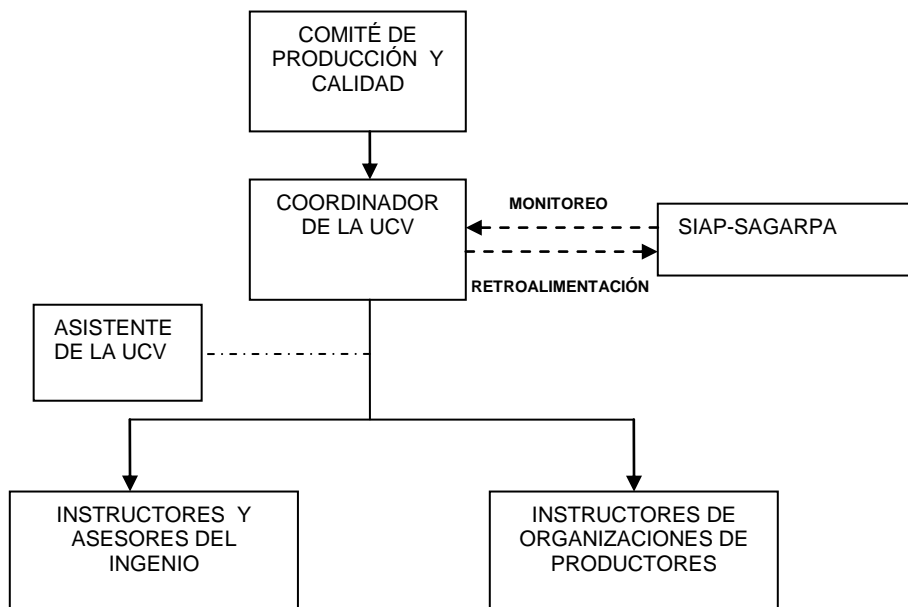 COMITÉ DE
PRODUCCIÓN Y
CALIDAD
COORDINADOR
DE LA UCV
MONITOREO
SIAP-SAGARPA
RETROALIMENTACIÓN
ASISTENTE
DE LA UCV
INSTRUCTORES Y
ASESORES DEL
INGENIO
INSTRUCTORES DE
ORGANIZACIONES DE
PRODUCTORES